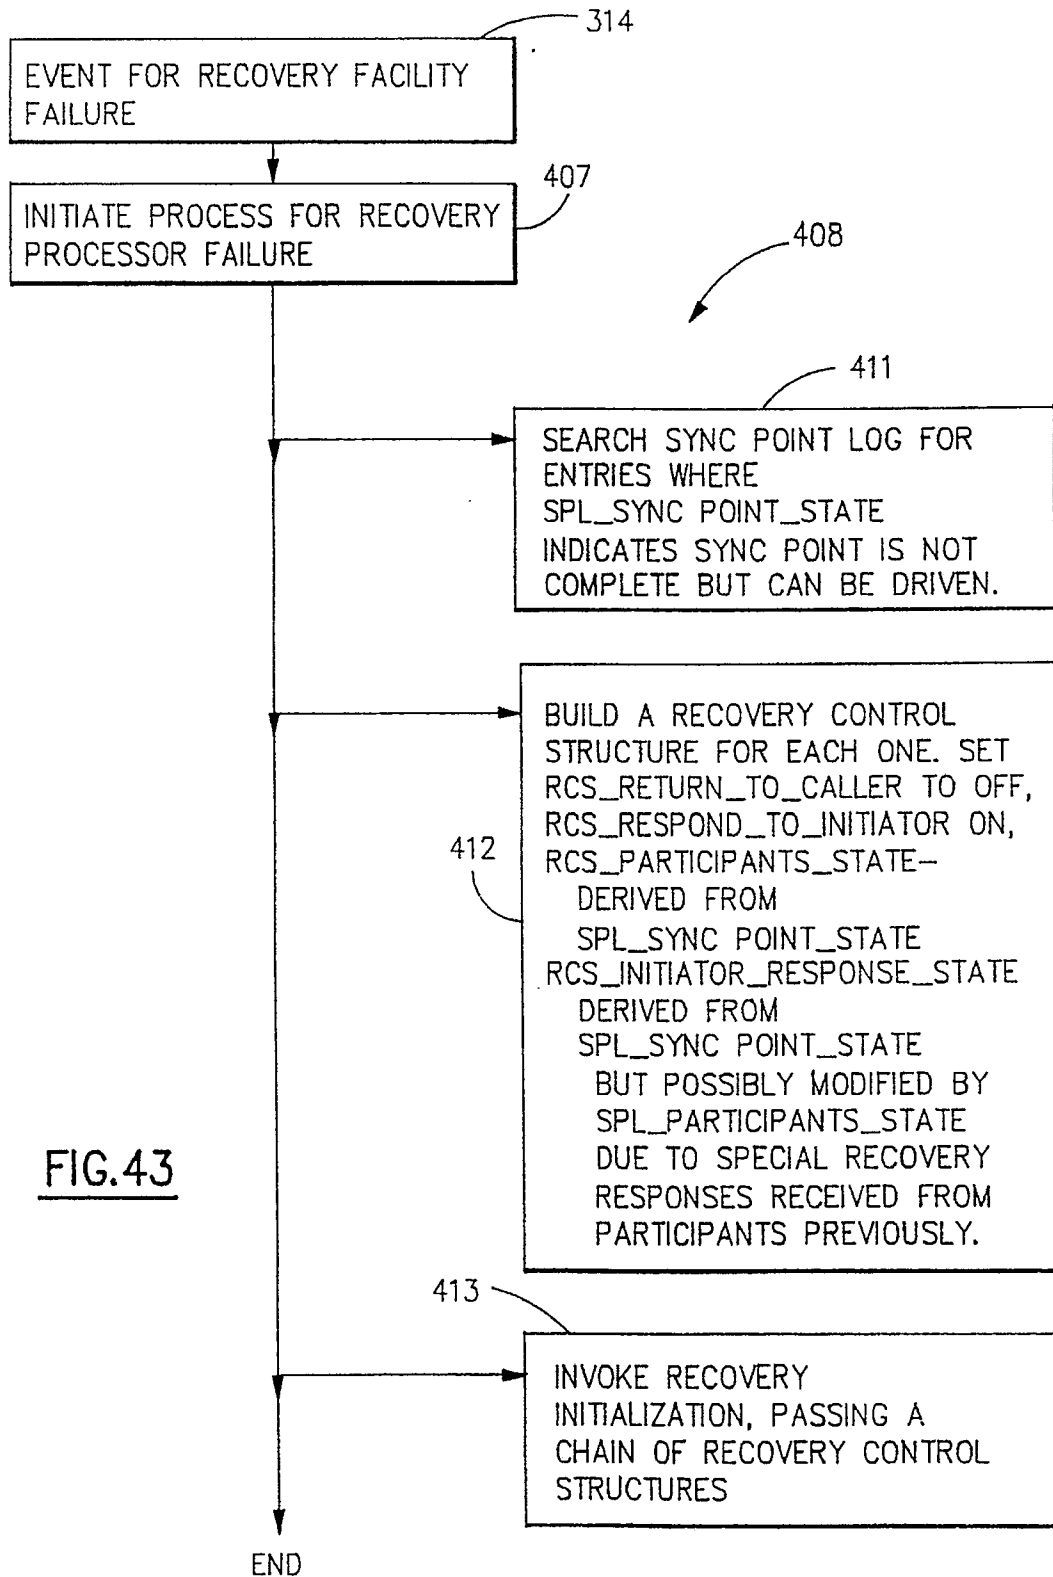 314
EVENT FOR RECOVERY FACILITY
FAILURE
407
INITIATE PROCESS FOR RECOVERY
PROCESSOR FAILURE
408
411
SEARCH SYNC POINT LOG FOR
ENTRIES WHERE
SPL_SYNC POINT_STATE
INDICATES SYNC POINT IS NOT
COMPLETE BUT CAN BE DRIVEN.
412
BUILD A RECOVERY CONTROL
STRUCTURE FOR EACH ONE. SET
RCS_RETURN_TO_CALLER TO OFF,
RCS_RESPOND_TO_INITIATOR ON,
RCS_PARTICIPANTS_STATE-
DERIVED FROM
SPL_SYNC POINT_STATE
RCS_INITIATOR_RESPONSE_STATE
DERIVED FROM
SPL_SYNC POINT_STATE
BUT POSSIBLY MODIFIED BY
SPL_PARTICIPANTS_STATE
DUE TO SPECIAL RECOVERY
RESPONSES RECEIVED FROM
PARTICIPANTS PREVIOUSLY.
FIG.43
413
INVOKE RECOVERY
INITIALIZATION, PASSING A
CHAIN OF RECOVERY CONTROL
STRUCTURES
END